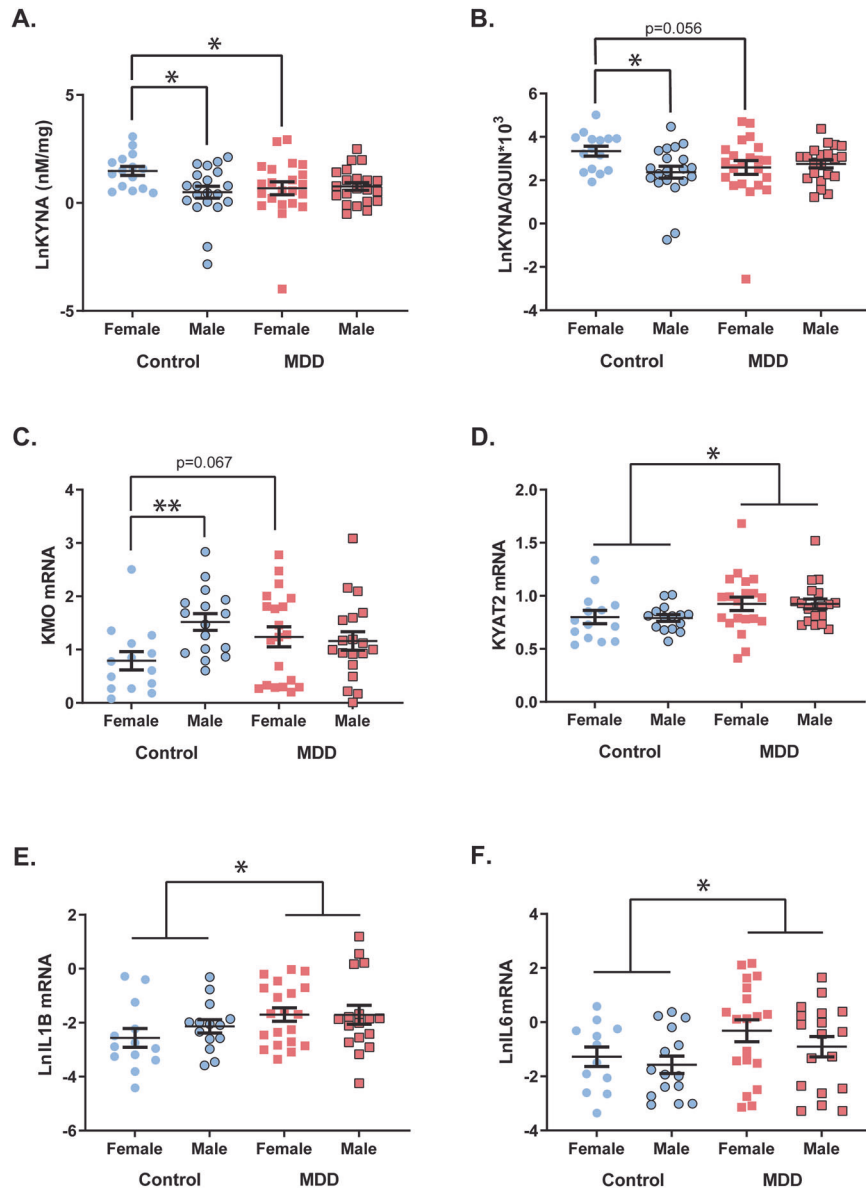 A.
*
*
LnKYNA (nM/mg)
5
0
-5
Female Male Female Male
Control MDD
B.
p=0.056
*
LnKYNA/QUIN*10^3
6
4
2
0
-2
-4
Female Male Female Male
Control MDD
C.
p=0.067
**
KMO mRNA
4
3
2
1
0
Female Male Female Male
Control MDD
D.
*
KYAT2 mRNA
2.0
1.5
1.0
0.5
0.0
Female Male Female Male
Control MDD
E.
*
LnIL1B mRNA
2
0
-2
-4
-6
Female Male Female Male
Control MDD
F.
*
LnIL6 mRNA
4
2
0
-2
-4
Female Male Female Male
Control MDD